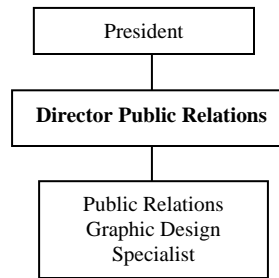 President
Director Public Relations
Public Relations
Graphic Design
Specialist